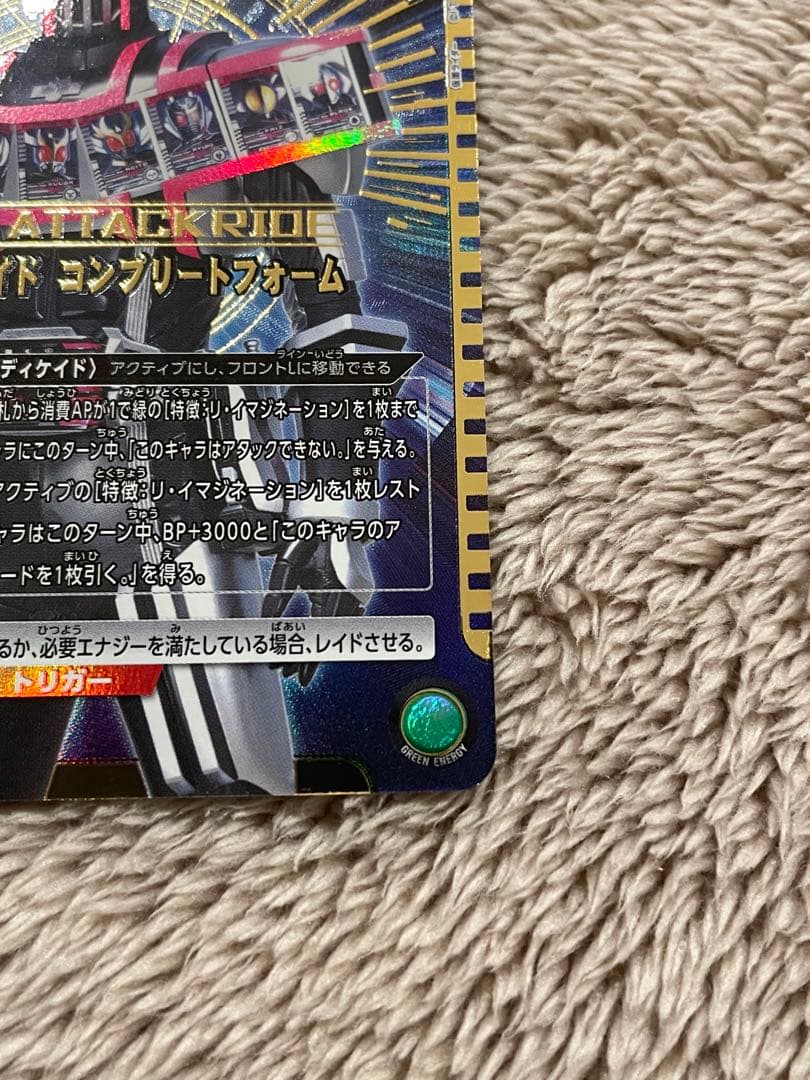 ATTACKRIDE
イド コンプリートフォーム
ディケイド〉 アクティブにし、フロントLに移動できる
札から消費APが1で緑の[特徴:リ・イマジネーション]を1枚まで
ラにこのターン中、「このキャラはアタックできない。」を与える。
アクティブの[特徴:リ・イマジネーション]を1枚レスト
ャラはこのターン中、BP+3000と「このキャラのア
ードを1枚引く。」を得る。
るか、必要エナジーを満たしている場合、レイドさせる。
トリガー
GREEN ENERGY